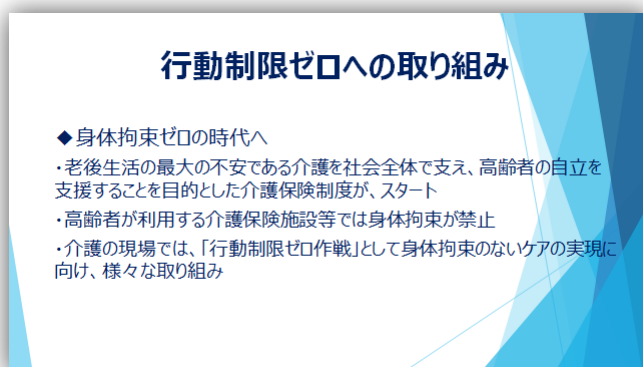 行動制限ゼロへの取り組み
◆身体拘束ゼロの時代へ
・老後生活の最大の不安である介護を社会全体で支え、高齢者の自立を
支援することを目的とした介護保険制度が、スタート
・高齢者が利用する介護保険施設等では身体拘束が禁止
・介護の現場では、「行動制限ゼロ作戦」として身体拘束のないケアの実現に
向け、様々な取り組み